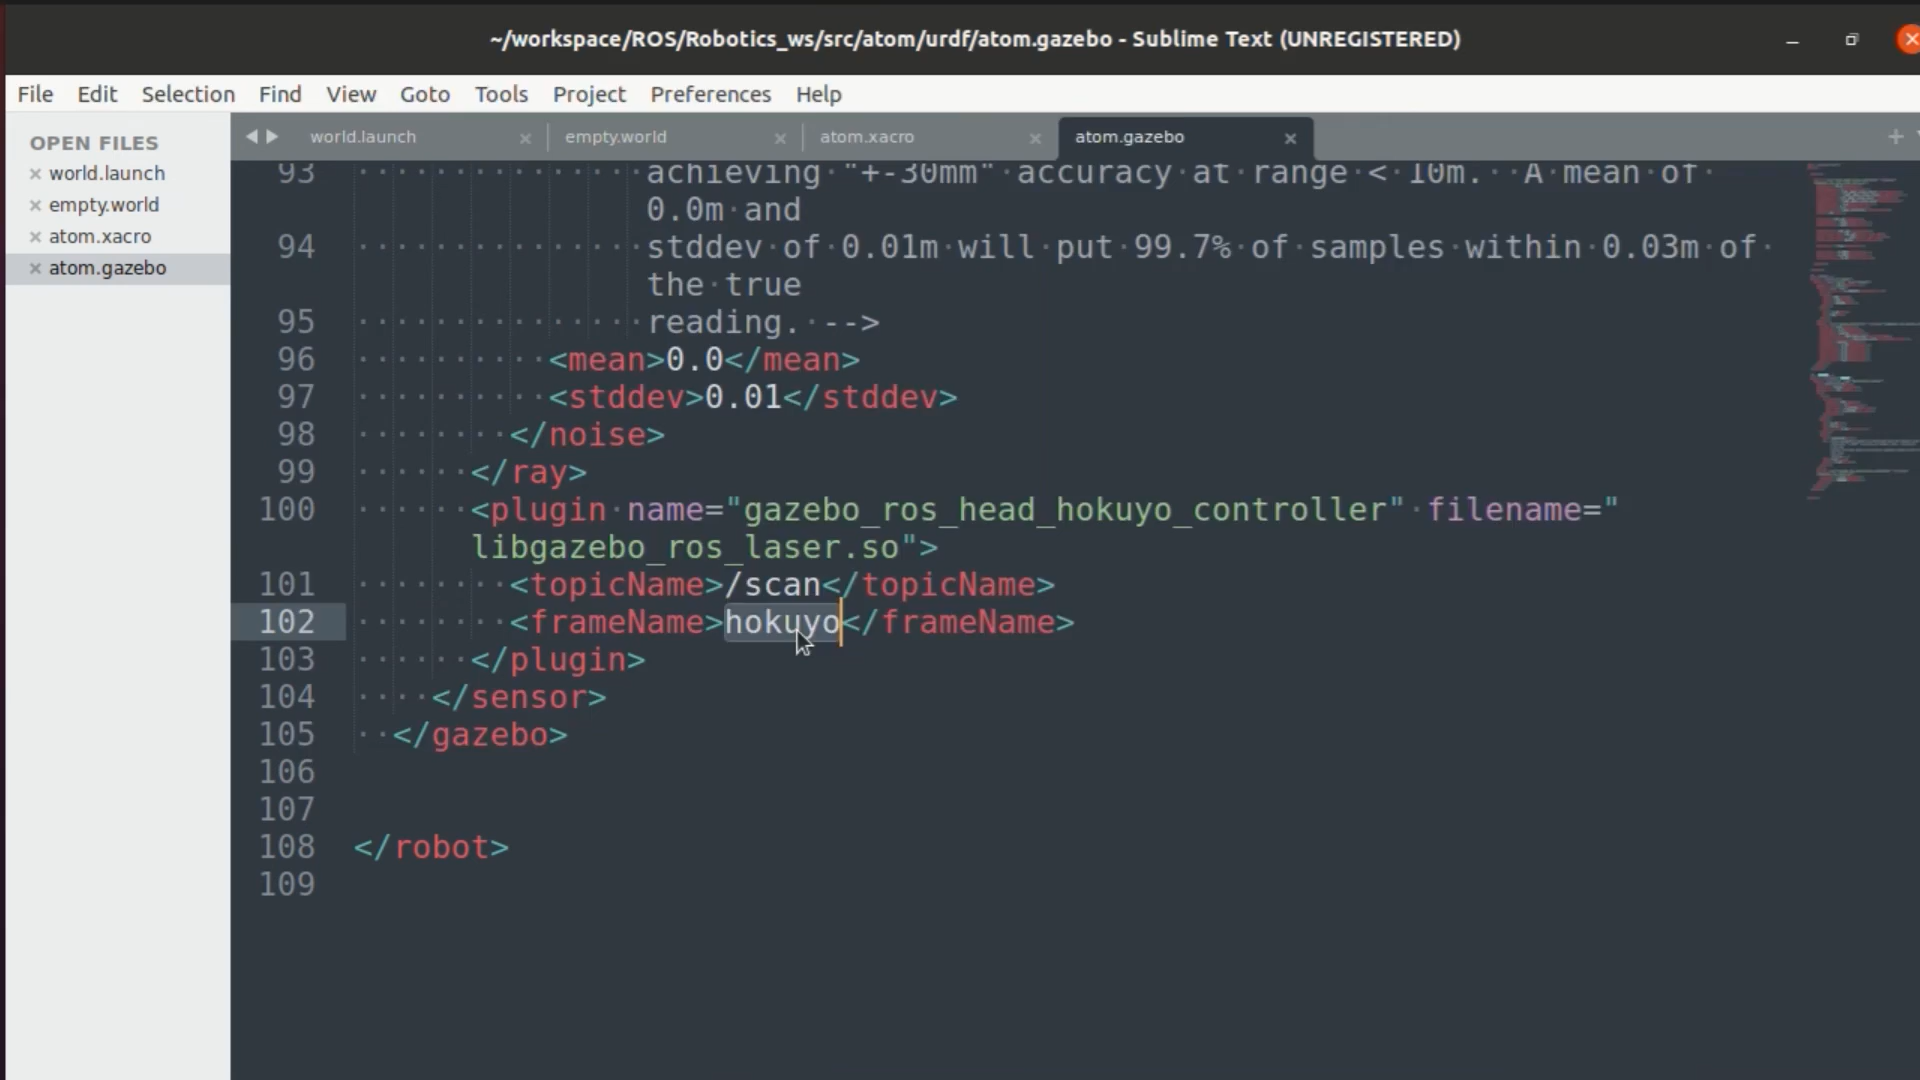 ~/workspace/ROS/Robotics_ws/src/atom/urdf/atom.gazebo - Sublime Text (UNREGISTERED)
File Edit Selection Find View Goto Tools Project Preferences Help
OPEN FILES
world.launch
empty.world
atom.xacro
atom.gazebo
world.launch empty.world atom.xacro atom.gazebo
93 achieving "+-30mm" accuracy at range < 10m.  A mean of
0.0m and
94 stddev of 0.01m will put 99.7% of samples within 0.03m of
the true
95 reading. -->
96 <mean>0.0</mean>
97 <stddev>0.01</stddev>
98 </noise>
99 </ray>
100 <plugin name="gazebo_ros_head_hokuyo_controller" filename="
libgazebo_ros_laser.so">
101 <topicName>/scan</topicName>
102 <frameName>hokuyo</frameName>
103 </plugin>
104 </sensor>
105 </gazebo>
106
107
108 </robot>
109